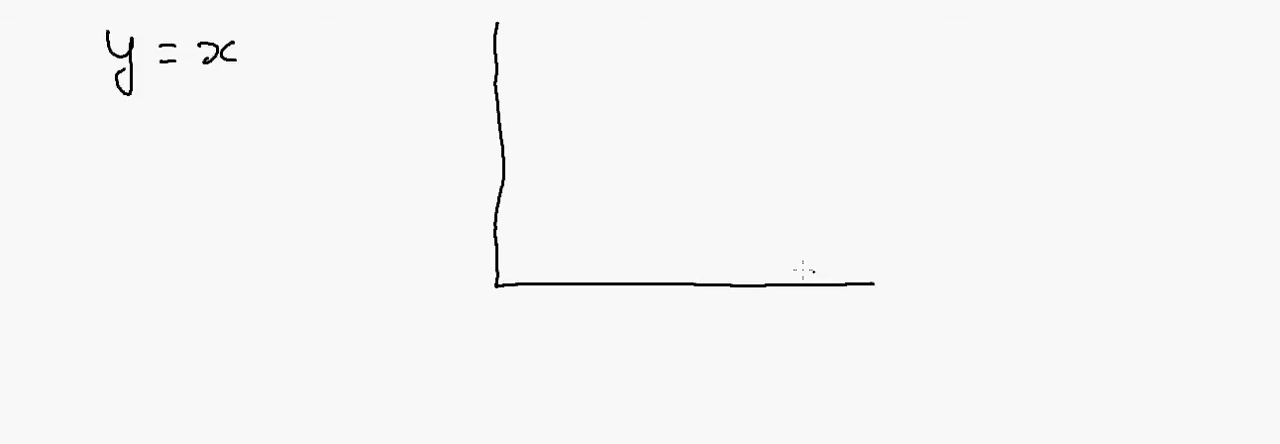 y = x